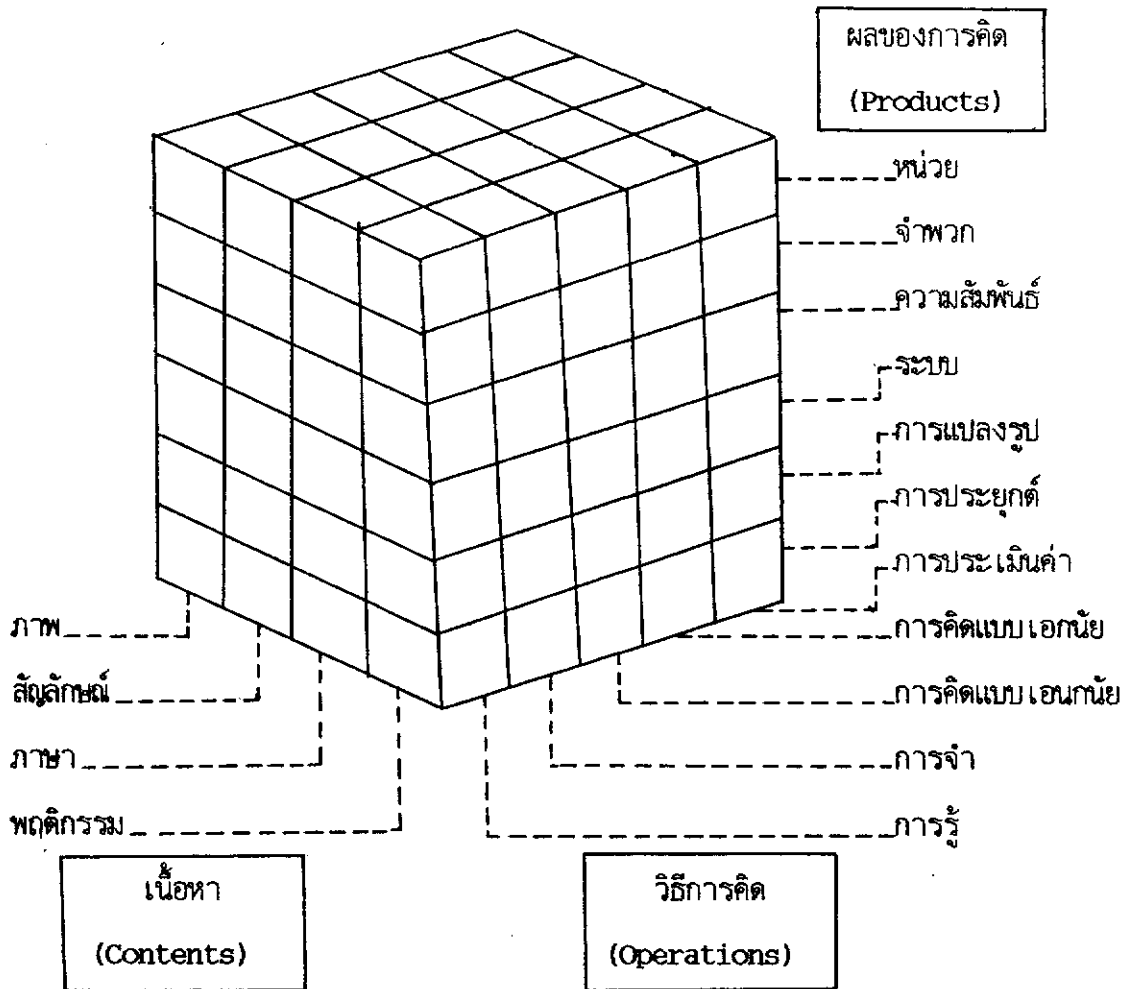 ผลของการคิด
(Products)
หน่วย
จำพวก
ความสัมพันธ์
ระบบ
การแปลงรูป
การประยุกต์
การประเมินค่า
การคิดแบบเอกนัย
การคิดแบบเอนกนัย
การจำ
การรู้
ภาพ
สัญลักษณ์
ภาษา
พฤติกรรม
เนื้อหา
(Contents)
วิธีการคิด
(Operations)